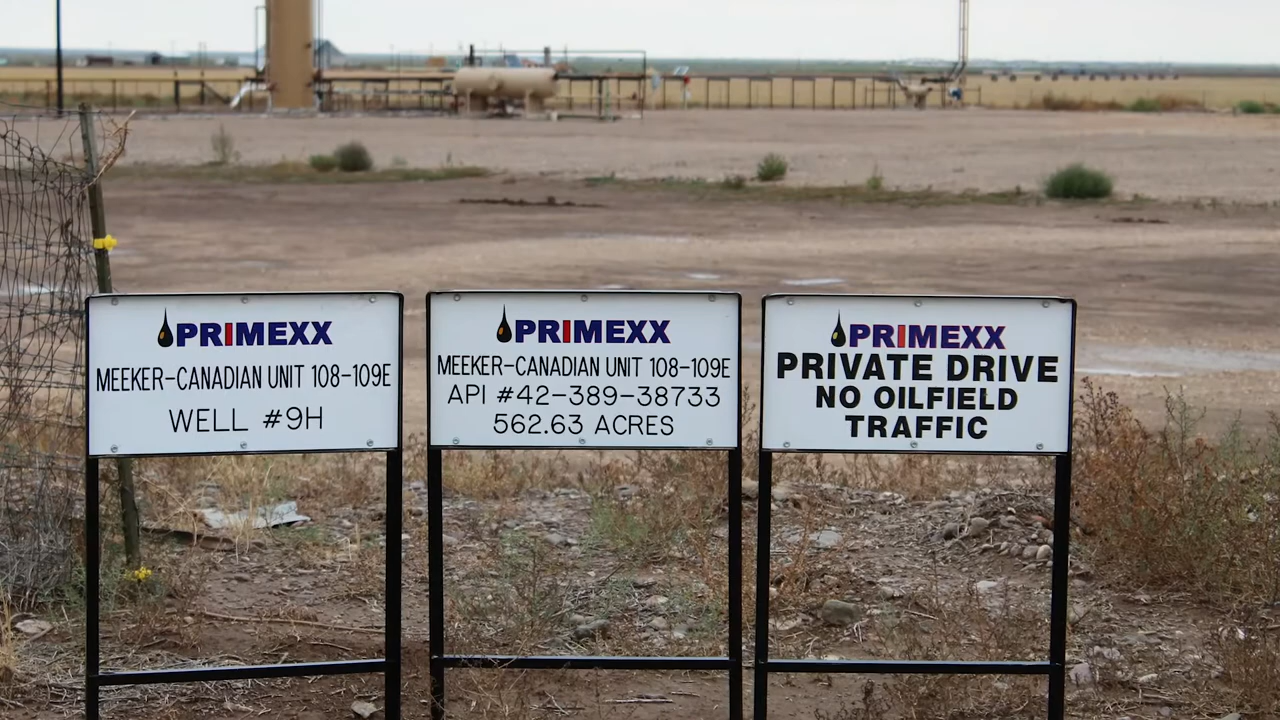 PRIMEXX
MEEKER-CANADIAN UNIT 108-109E
WELL #9H
PRIMEXX
MEEKER-CANADIAN UNIT 108-109E
API #42-389-38733
562.63 ACRES
PRIMEXX
PRIVATE DRIVE
NO OILFIELD
TRAFFIC